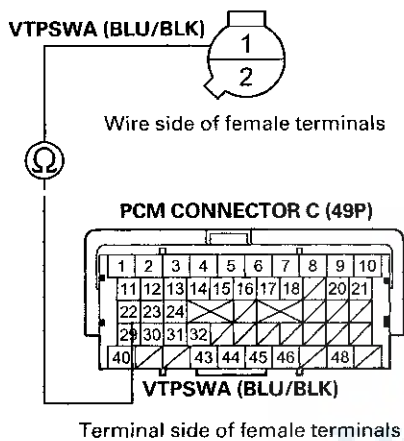 VTPSWA (BLU/BLK)
1
2
Wire side of female terminals
Ω
PCM CONNECTOR C (49P)
1 2 3 4 5 6 7 8 9 10
11 12 13 14 15 16 17 18 20 21
22 23 24
29 30 31 32
40 43 44 45 46 48
VTPSWA (BLU/BLK)
Terminal side of female terminals